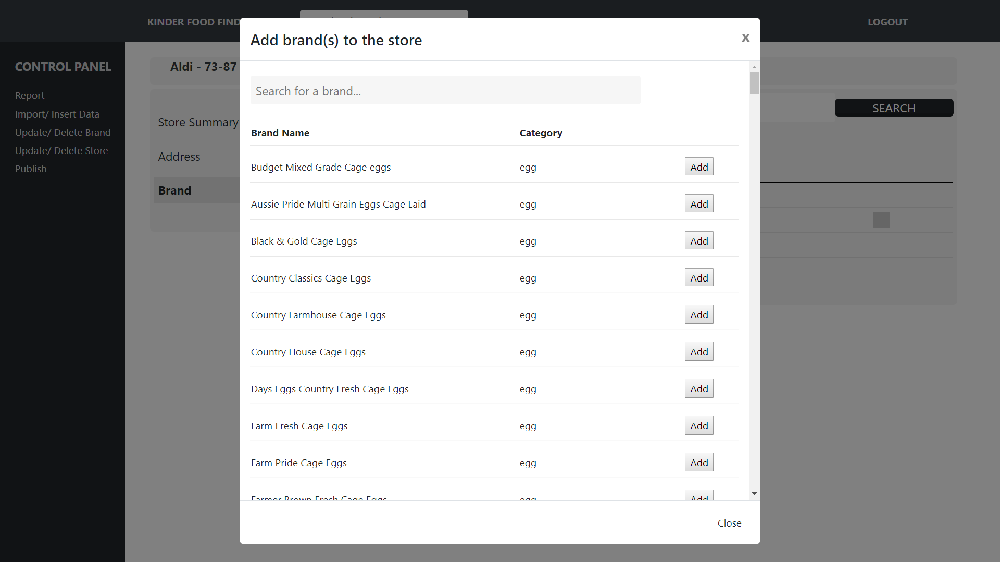 KINDER FOOD FIND
LOGOUT
Add brand(s) to the store
X
CONTROL PANEL
Aldi - 73-87
Search for a brand...
Report
Import/ Insert Data
SEARCH
Store Summary
Update/ Delete Brand
Brand Name Category
Update/ Delete Store
Address
Publish
Budget Mixed Grade Cage eggs egg Add
Brand
Aussie Pride Multi Grain Eggs Cage Laid egg Add
Black & Gold Cage Eggs egg Add
Country Classics Cage Eggs egg Add
Country Farmhouse Cage Eggs egg Add
Country House Cage Eggs egg Add
Days Eggs Country Fresh Cage Eggs egg Add
Farm Fresh Cage Eggs egg Add
Farm Pride Cage Eggs egg Add
Farmer Brown Fresh Cage Eggs egg Add
Close